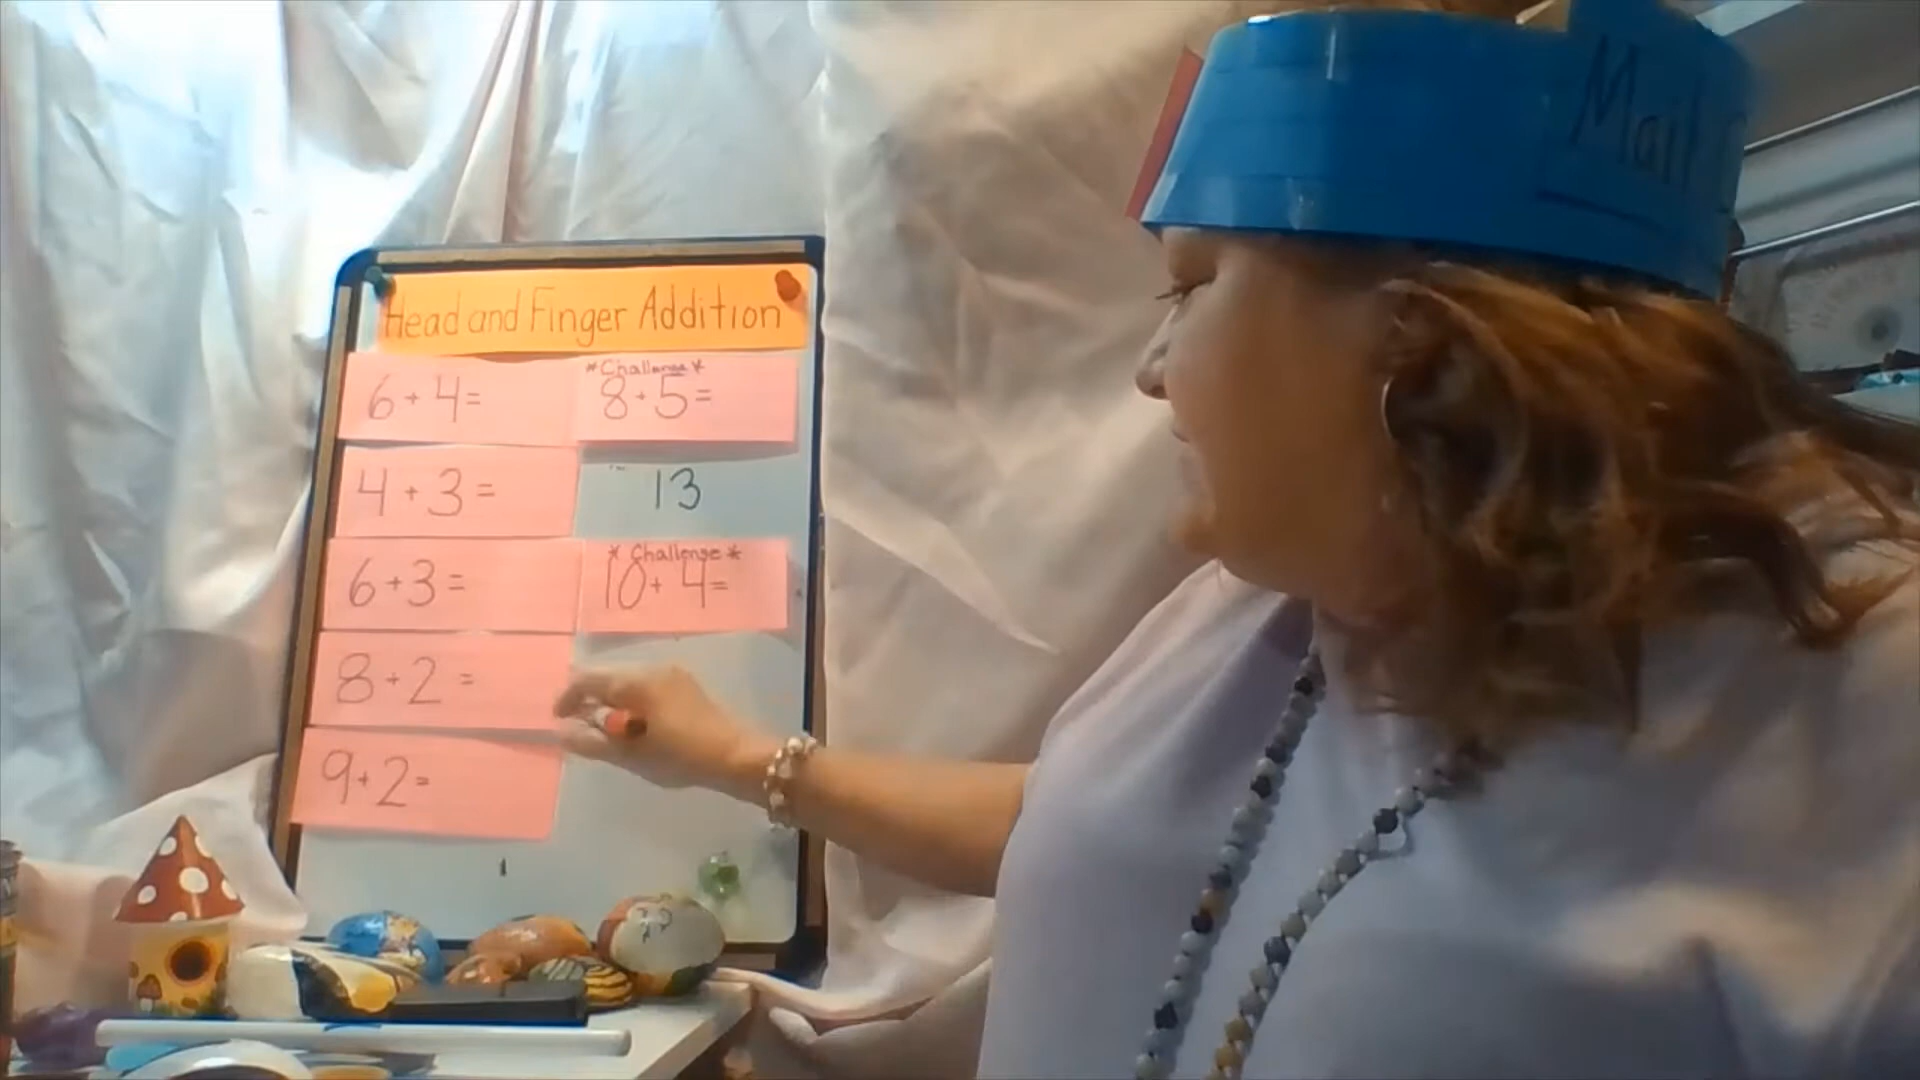 Head and Finger Addition
6+4=
4+3=
6+3=
8+2=
9+2=
*Challenge*
8+5=
13
*Challenge*
10+4=
Mail